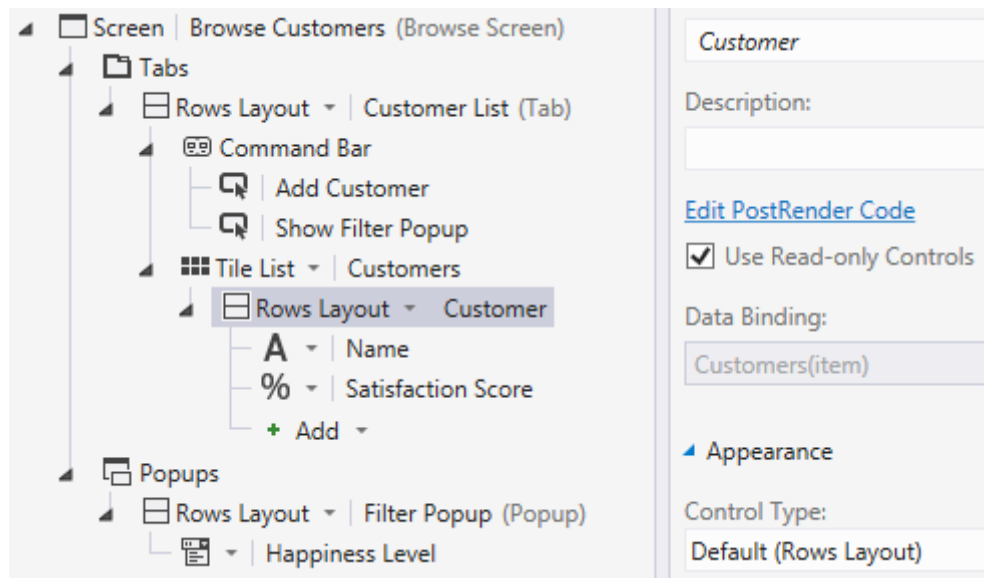 Screen | Browse Customers (Browse Screen)
Tabs
Rows Layout | Customer List (Tab)
Command Bar
Add Customer
Show Filter Popup
Tile List | Customers
Rows Layout Customer
A | Name
% | Satisfaction Score
+ Add
Popups
Rows Layout | Filter Popup (Popup)
Happiness Level
Customer
Description:
Edit PostRender Code
Use Read-only Controls
Data Binding:
Customers(item)
Appearance
Control Type:
Default (Rows Layout)